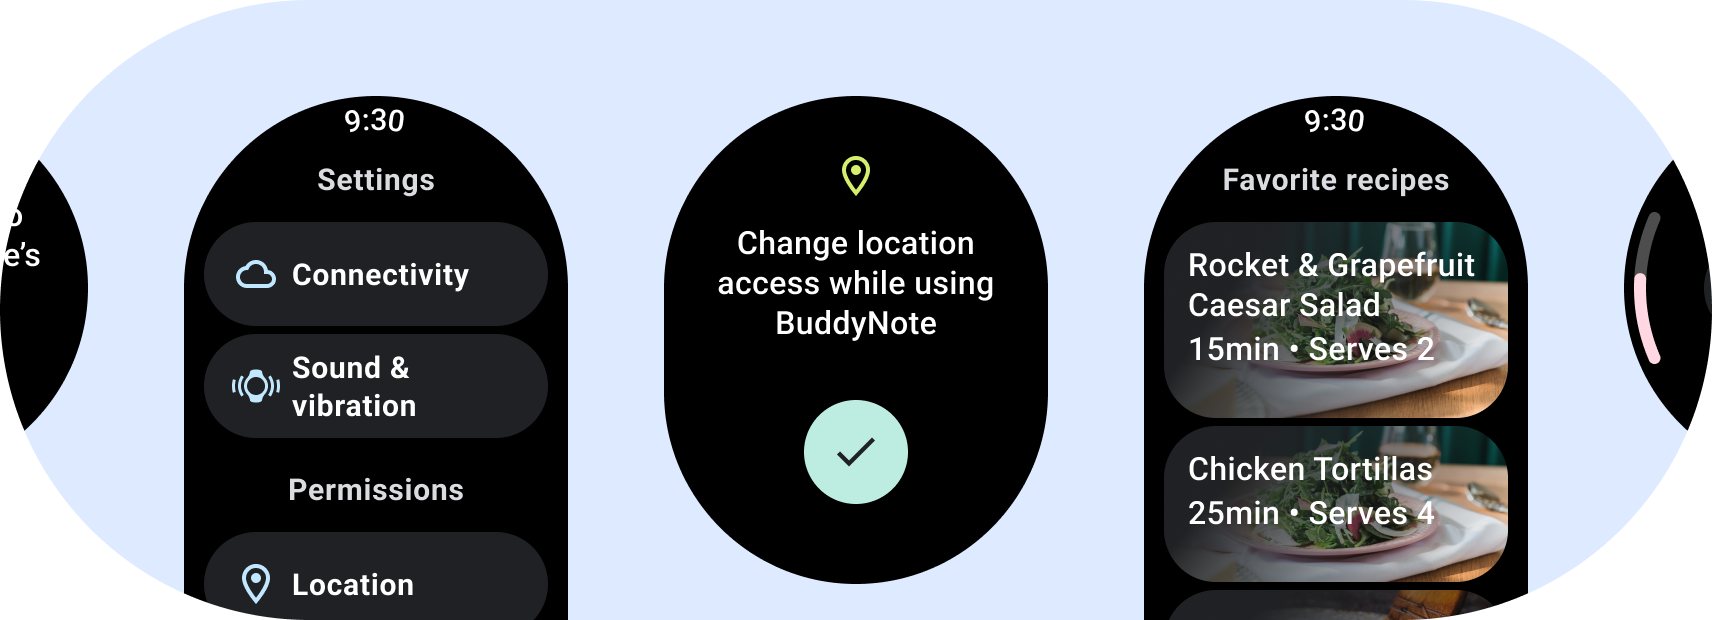 e's
9:30
Settings
Connectivity
Sound &
vibration
Permissions
Location
Change location
access while using
BuddyNote
9:30
Favorite recipes
Rocket & Grapefruit
Caesar Salad
15min • Serves 2
Chicken Tortillas
25min • Serves 4